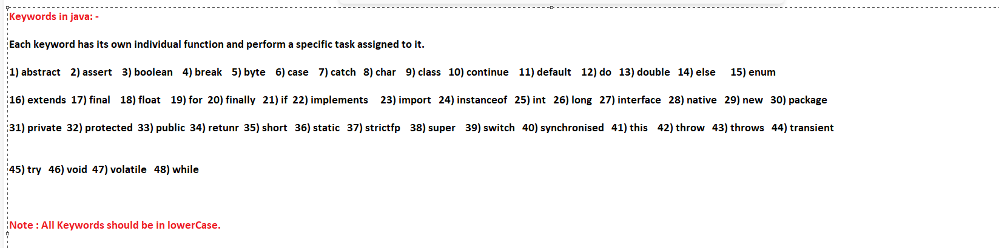 Keywords in java: -
Each keyword has its own individual function and perform a specific task assigned to it.
1) abstract 2) assert 3) boolean 4) break 5) byte 6) case 7) catch 8) char 9) class 10) continue 11) default 12) do 13) double 14) else 15) enum
16) extends 17) final 18) float 19) for 20) finally 21) if 22) implements 23) import 24) instanceof 25) int 26) long 27) interface 28) native 29) new 30) package
31) private 32) protected 33) public 34) retunr 35) short 36) static 37) strictfp 38) super 39) switch 40) synchronised 41) this 42) throw 43) throws 44) transient
45) try 46) void 47) volatile 48) while
Note : All Keywords should be in lowerCase.